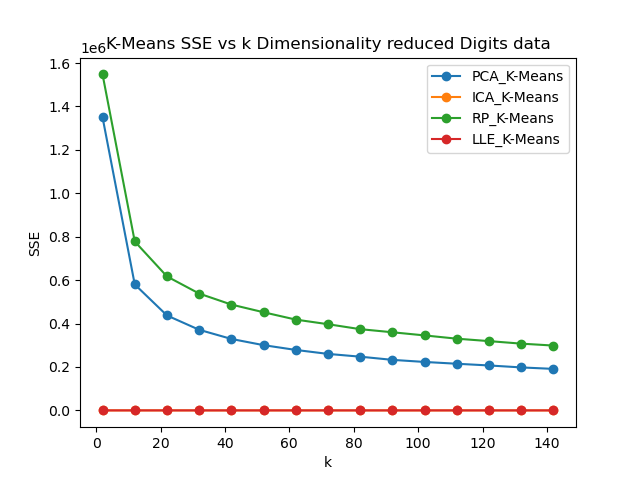 K-Means SSE vs k Dimensionality reduced Digits data
1e6
1.6
1.4
1.2
1.0
0.8
0.6
0.4
0.2
0.0
SSE
PCA_K-Means
ICA_K-Means
RP_K-Means
LLE_K-Means
0 20 40 60 80 100 120 140
k